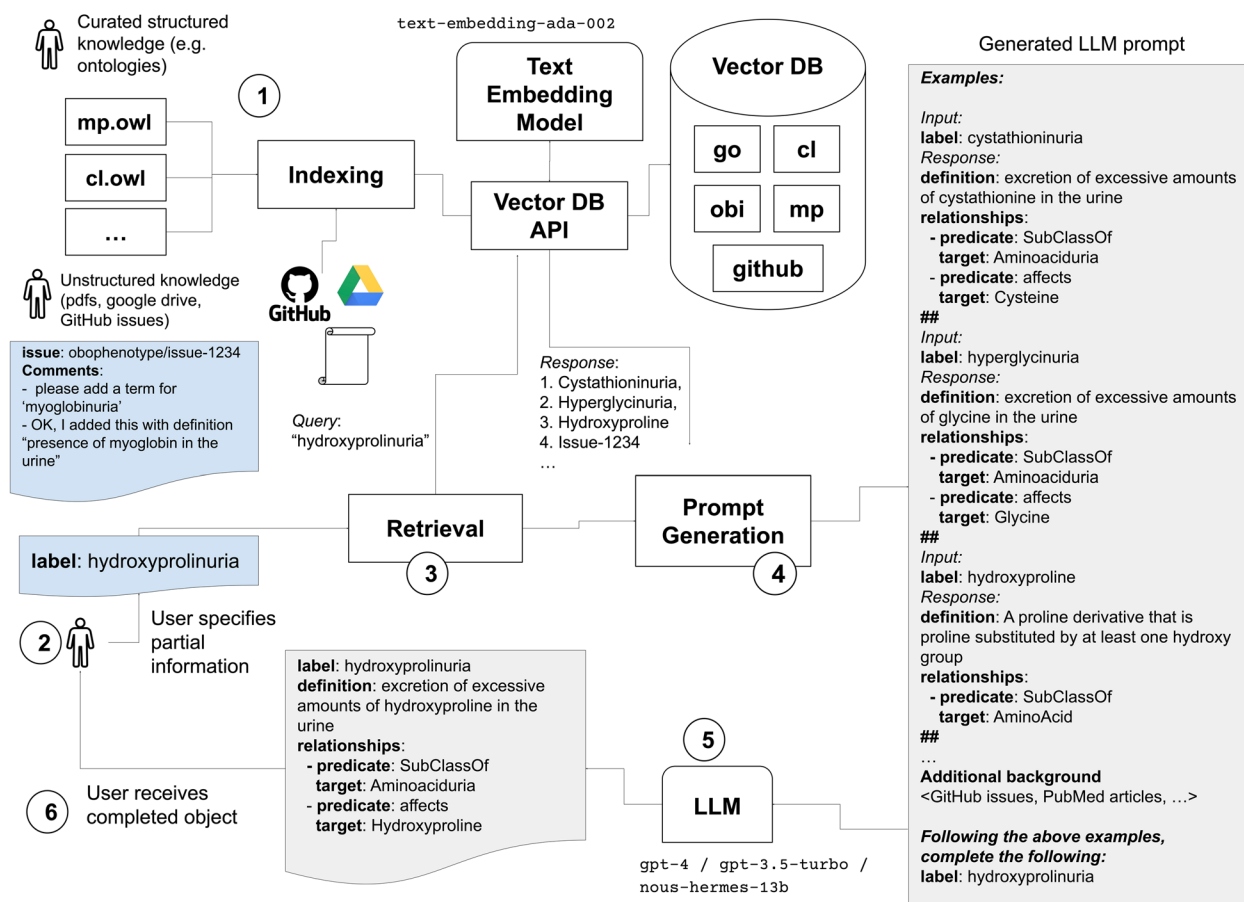 Curated structured
knowledge (e.g.
ontologies)
1
mp.owl
cl.owl
...
Indexing
text-embedding-ada-002
Text
Embedding
Model
Vector DB
API
Vector DB
go
cl
obi
mp
github
Unstructured knowledge
(pdfs, google drive,
GitHub issues)
GitHub
issue: obophenotype/issue-1234
Comments:
- please add a term for
‘myoglobinuria’
- OK, I added this with definition
“presence of myoglobin in the
urine”
Query:
“hydroxyprolinuria”
Response:
1. Cystathioninuria,
2. Hyperglycinuria,
3. Hydroxyproline
4. Issue-1234
…
label: hydroxyprolinuria
Retrieval
3
Prompt
Generation
4
2
User specifies
partial
information
label: hydroxyprolinuria
definition: excretion of excessive
amounts of hydroxyproline in the
urine
relationships:
- predicate: SubClassOf
target: Aminoaciduria
- predicate: affects
target: Hydroxyproline
5
LLM
gpt-4 / gpt-3.5-turbo /
nous-hermes-13b
6
User receives
completed object
Generated LLM prompt
Examples:
Input:
label: cystathioninuria
Response:
definition: excretion of excessive amounts
of cystathionine in the urine
relationships:
- predicate: SubClassOf
target: Aminoaciduria
- predicate: affects
target: Cysteine
##
Input:
label: hyperglycinuria
Response:
definition: excretion of excessive amounts
of glycine in the urine
relationships:
- predicate: SubClassOf
target: Aminoaciduria
- predicate: affects
target: Glycine
##
Input:
label: hydroxyproline
Response:
definition: A proline derivative that is
proline substituted by at least one hydroxy
group
relationships:
- predicate: SubClassOf
target: AminoAcid
##
…
Additional background
<GitHub issues, PubMed articles, …>
Following the above examples,
complete the following:
label: hydroxyprolinuria